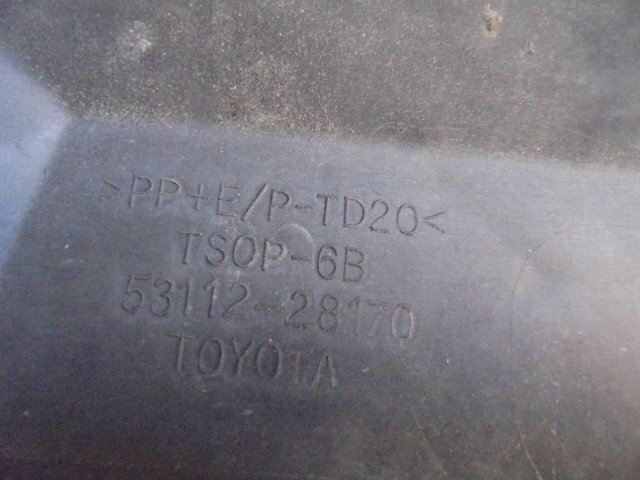 >PP+E/P-TD20<
TSOP-6B
53112-28170
TOYOTA